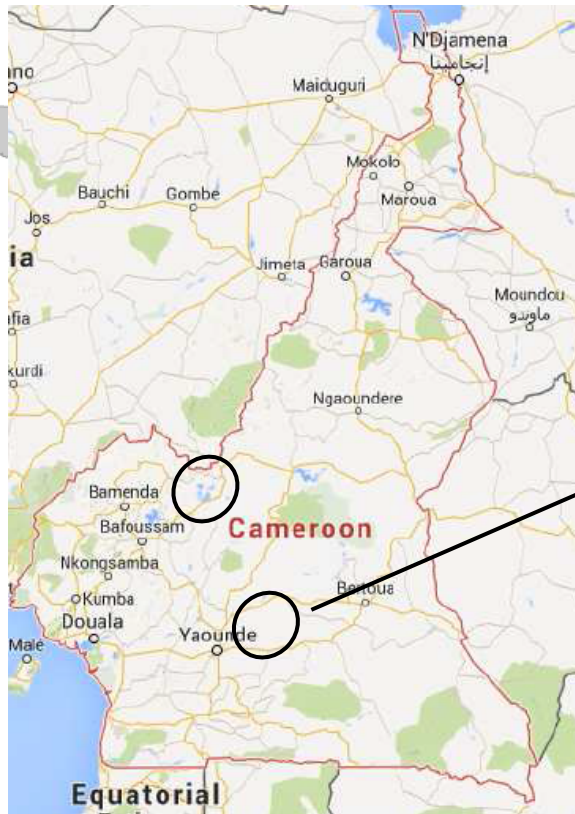 N'Djamena
إنجامينا
ano
Maiduguri
Mokolo
Maroua
Bauchi
Gombe
Jos
ia
Jimeta
Garoua
Moundou
ماوندو
afia
kurdi
Ngaoundere
Bamenda
Bafoussam
Cameroon
Nkongsamba
Kumba
Bertoua
Douala
Yaounde
Male
Equatorial